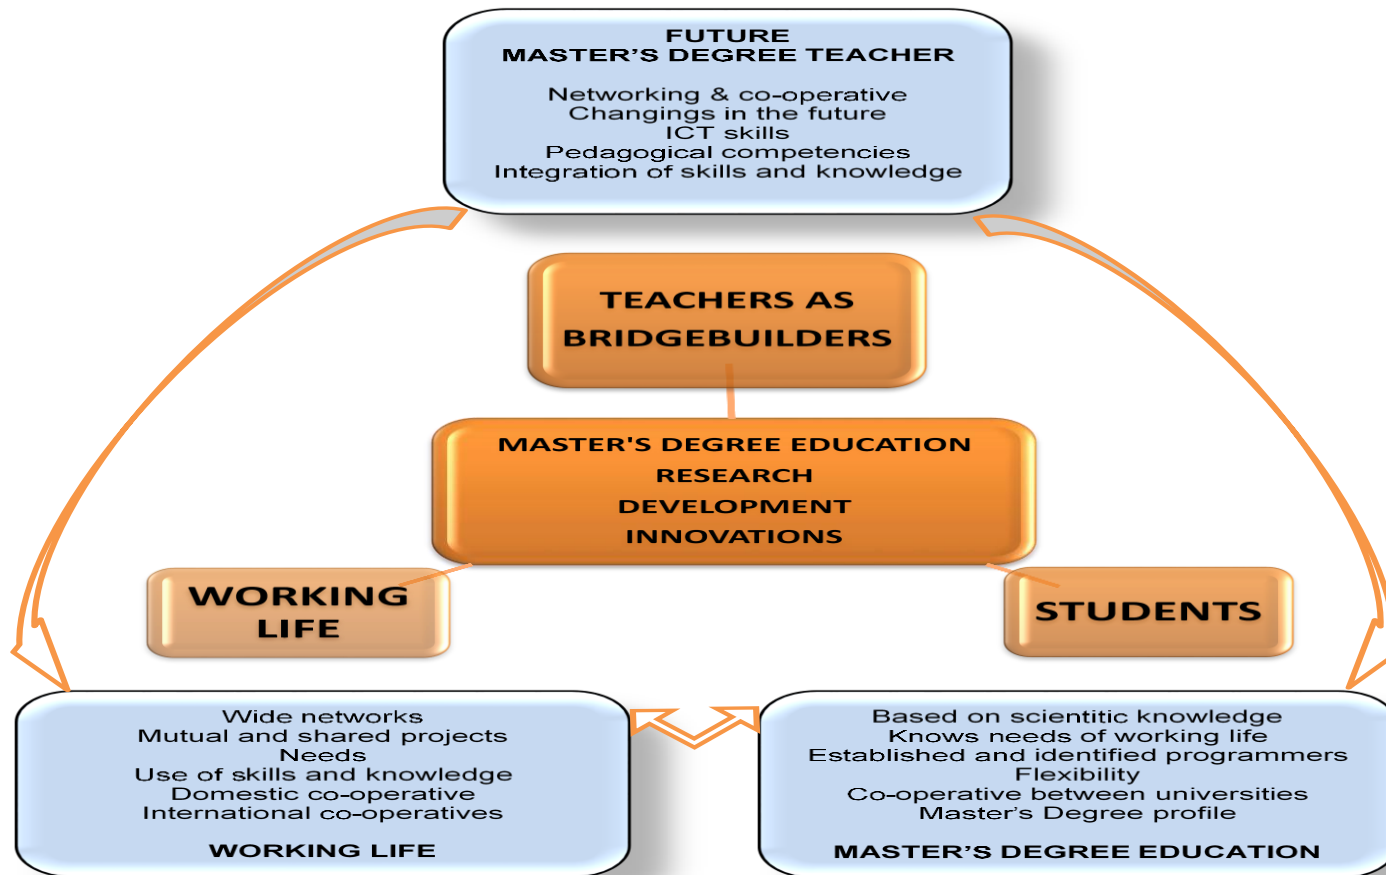 FUTURE
MASTER'S DEGREE TEACHER
Networking & co-operative
Changings in the future
ICT skills
Pedagogical competencies
Integration of skills and knowledge
TEACHERS AS
BRIDGEBUILDERS
MASTER'S DEGREE EDUCATION
RESEARCH
DEVELOPMENT
INNOVATIONS
WORKING
LIFE
STUDENTS
Wide networks
Mutual and shared projects
Needs
Use of skills and knowledge
Domestic co-operative
International co-operatives
WORKING LIFE
Based on scientitic knowledge
Knows needs of working life
Established and identified programmers
Flexibility
Co-operative between universities
Master's Degree profile
MASTER'S DEGREE EDUCATION